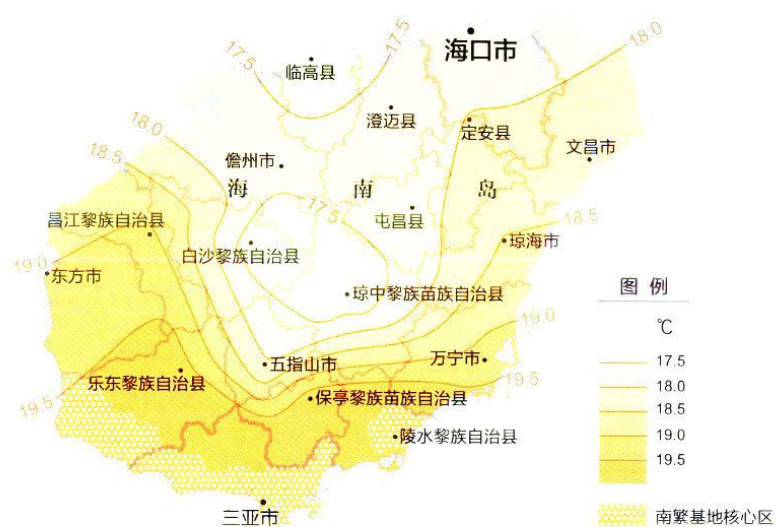 17.5
17.5
海口市
18.0
临高县
澄迈县
定安县
18.0
文昌市
18.5
儋州市
海南岛
17.5
屯昌县
18.5
昌江黎族自治县
琼海市
白沙黎族自治县
19.0
东方市
琼中黎族苗族自治县
图例
℃
19.0
17.5
万宁市
五指山市
18.0
乐东黎族自治县
19.5
19.5
保亭黎族苗族自治县
18.5
陵水黎族自治县
19.0
19.5
三亚市
南繁基地核心区